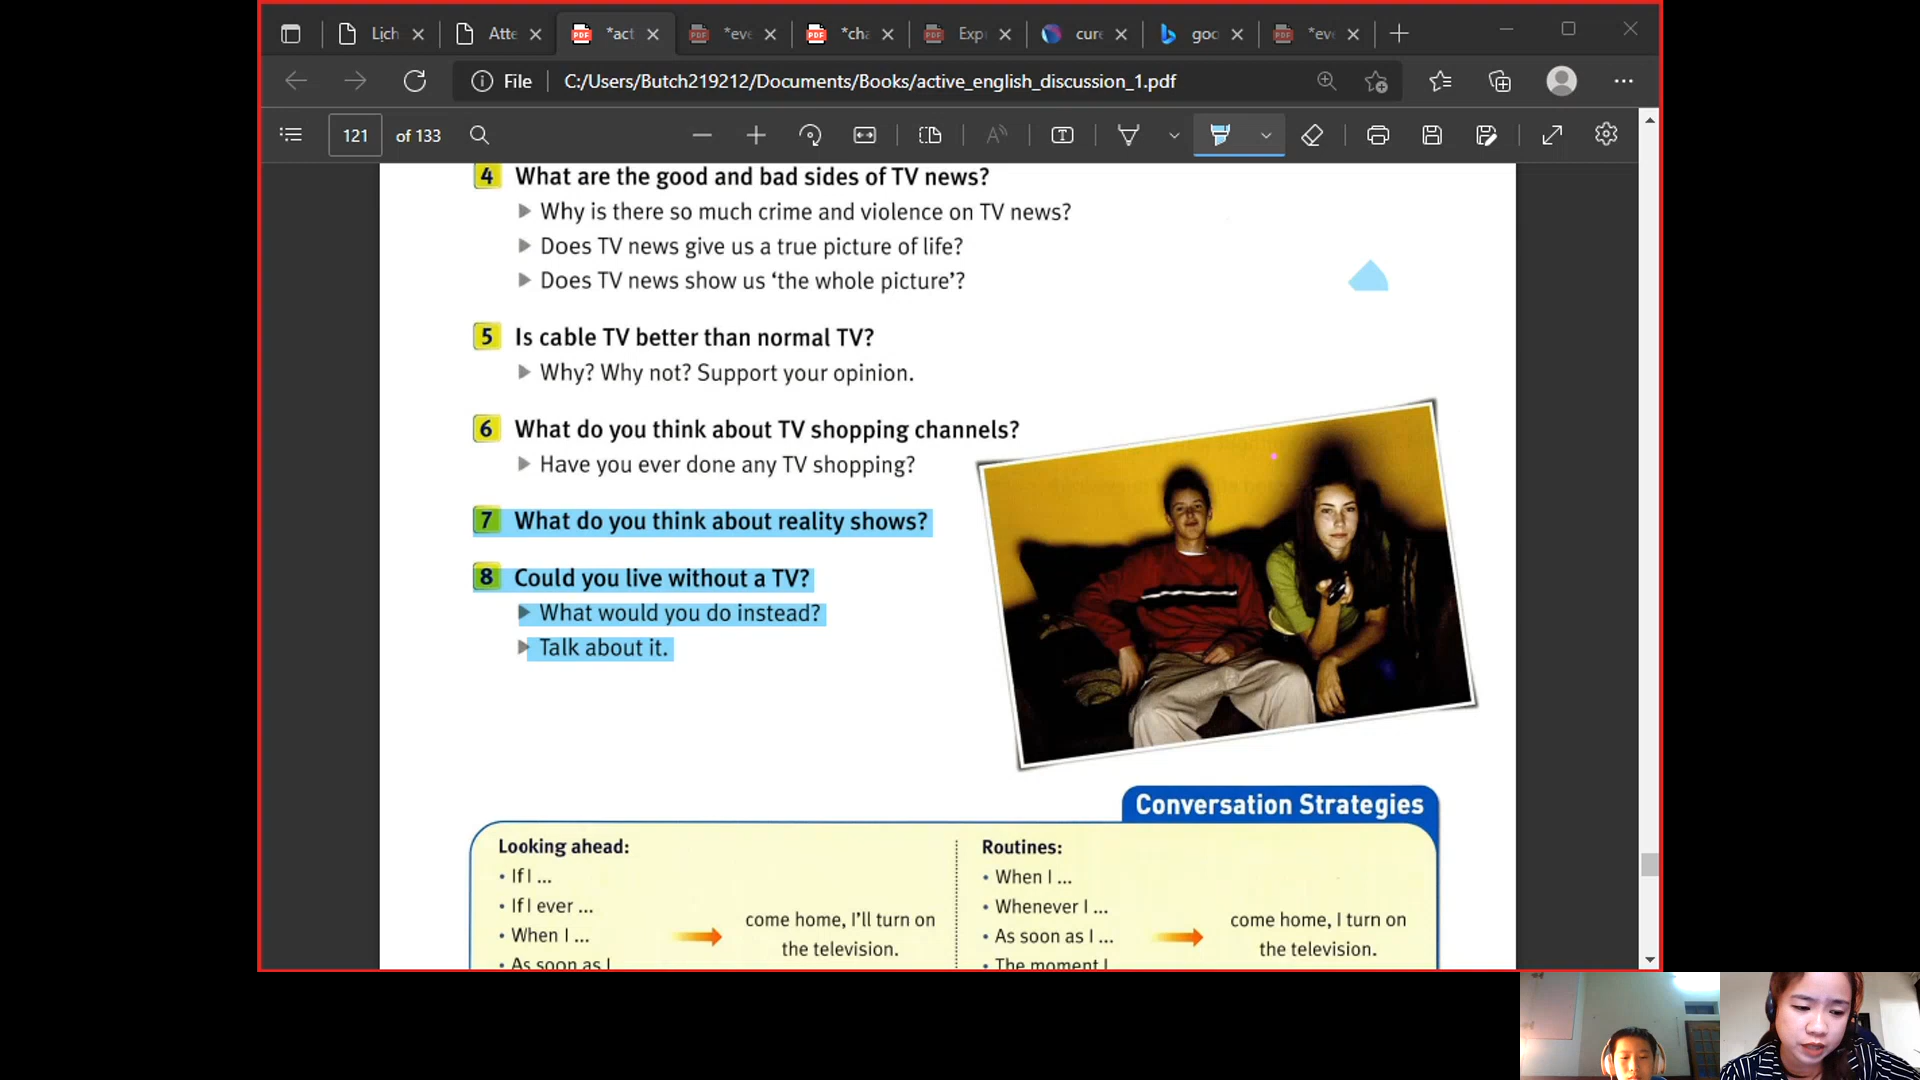 Lịch
Atte
*act
*eve
*cha
Exp
cure
goo
*eve
File
C:/Users/Butch219212/Documents/Books/active_english_discussion_1.pdf
121 of 133
4 What are the good and bad sides of TV news?
Why is there so much crime and violence on TV news?
Does TV news give us a true picture of life?
Does TV news show us ‘the whole picture’?
5 Is cable TV better than normal TV?
Why? Why not? Support your opinion.
6 What do you think about TV shopping channels?
Have you ever done any TV shopping?
7 What do you think about reality shows?
8 Could you live without a TV?
What would you do instead?
Talk about it.
Conversation Strategies
Looking ahead:
• If I ...
• If I ever ...
• When I ...
• As soon as I
come home, I’ll turn on
the television.
Routines:
• When I ...
• Whenever I ...
• As soon as I ...
• The moment I
come home, I turn on
the television.